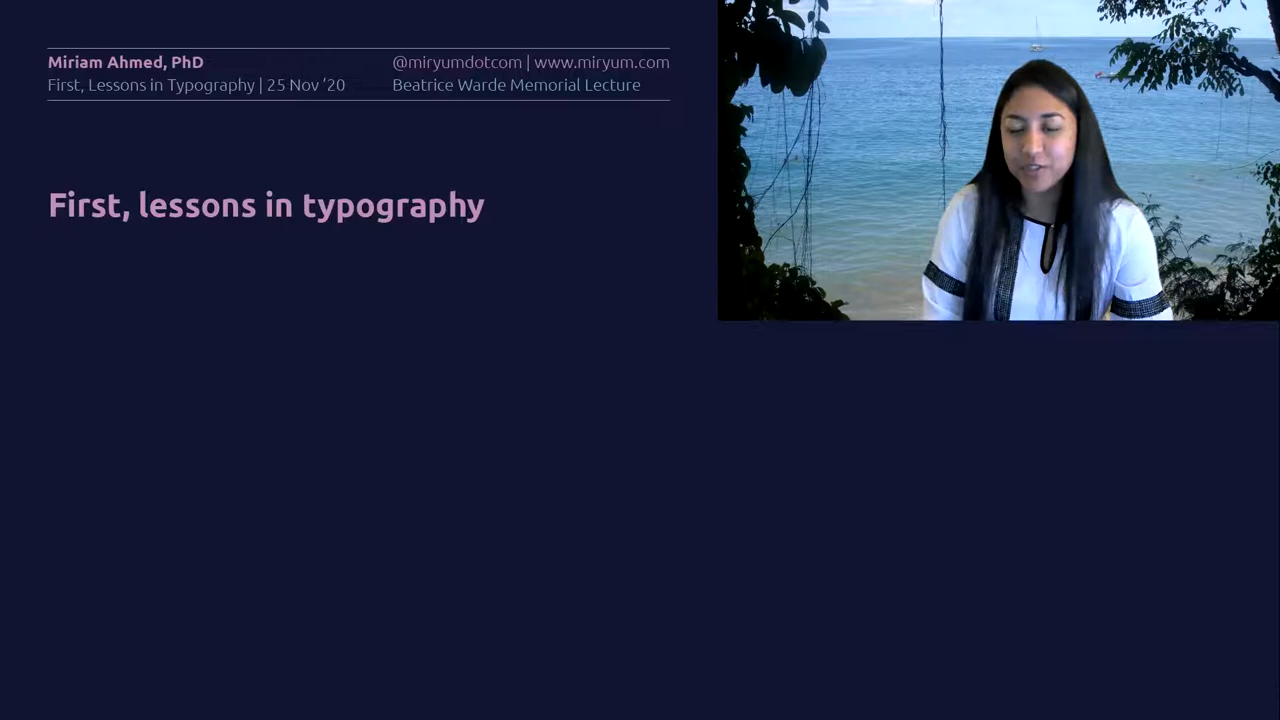 Miriam Ahmed, PhD
First, Lessons in Typography | 25 Nov ‘20
@miryumdotcom | www.miryum.com
Beatrice Warde Memorial Lecture
First, lessons in typography